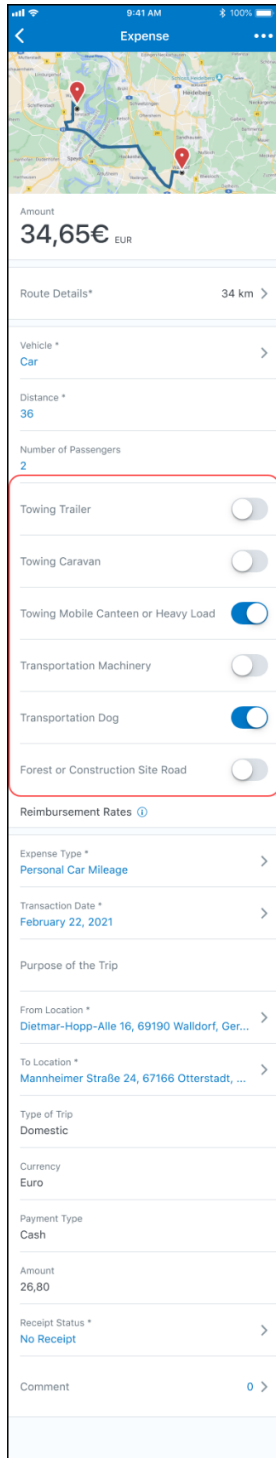 9:41 AM
100%
Expense
Heidelberg
Amount
34,65€ EUR
Route Details* 34 km
Vehicle *
Car
Distance *
36
Number of Passengers
2
Towing Trailer
Towing Caravan
Towing Mobile Canteen or Heavy Load
Transportation Machinery
Transportation Dog
Forest or Construction Site Road
Reimbursement Rates
Expense Type *
Personal Car Mileage
Transaction Date *
February 22, 2021
Purpose of the Trip
From Location *
Dietmar-Hopp-Alle 16, 69190 Walldorf, Ger...
To Location *
Mannheimer Straße 24, 67166 Otterstadt, ...
Type of Trip
Domestic
Currency
Euro
Payment Type
Cash
Amount
26,80
Receipt Status *
No Receipt
Comment 0